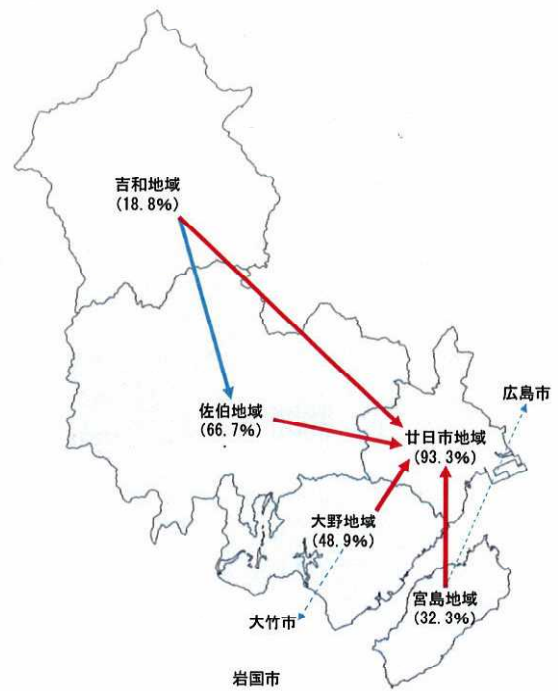 吉和地域
(18.8%)
広島市
佐伯地域
(66.7%)
廿日市地域
(93.3%)
大野地域
(48.9%)
宮島地域
(32.3%)
大竹市
岩国市